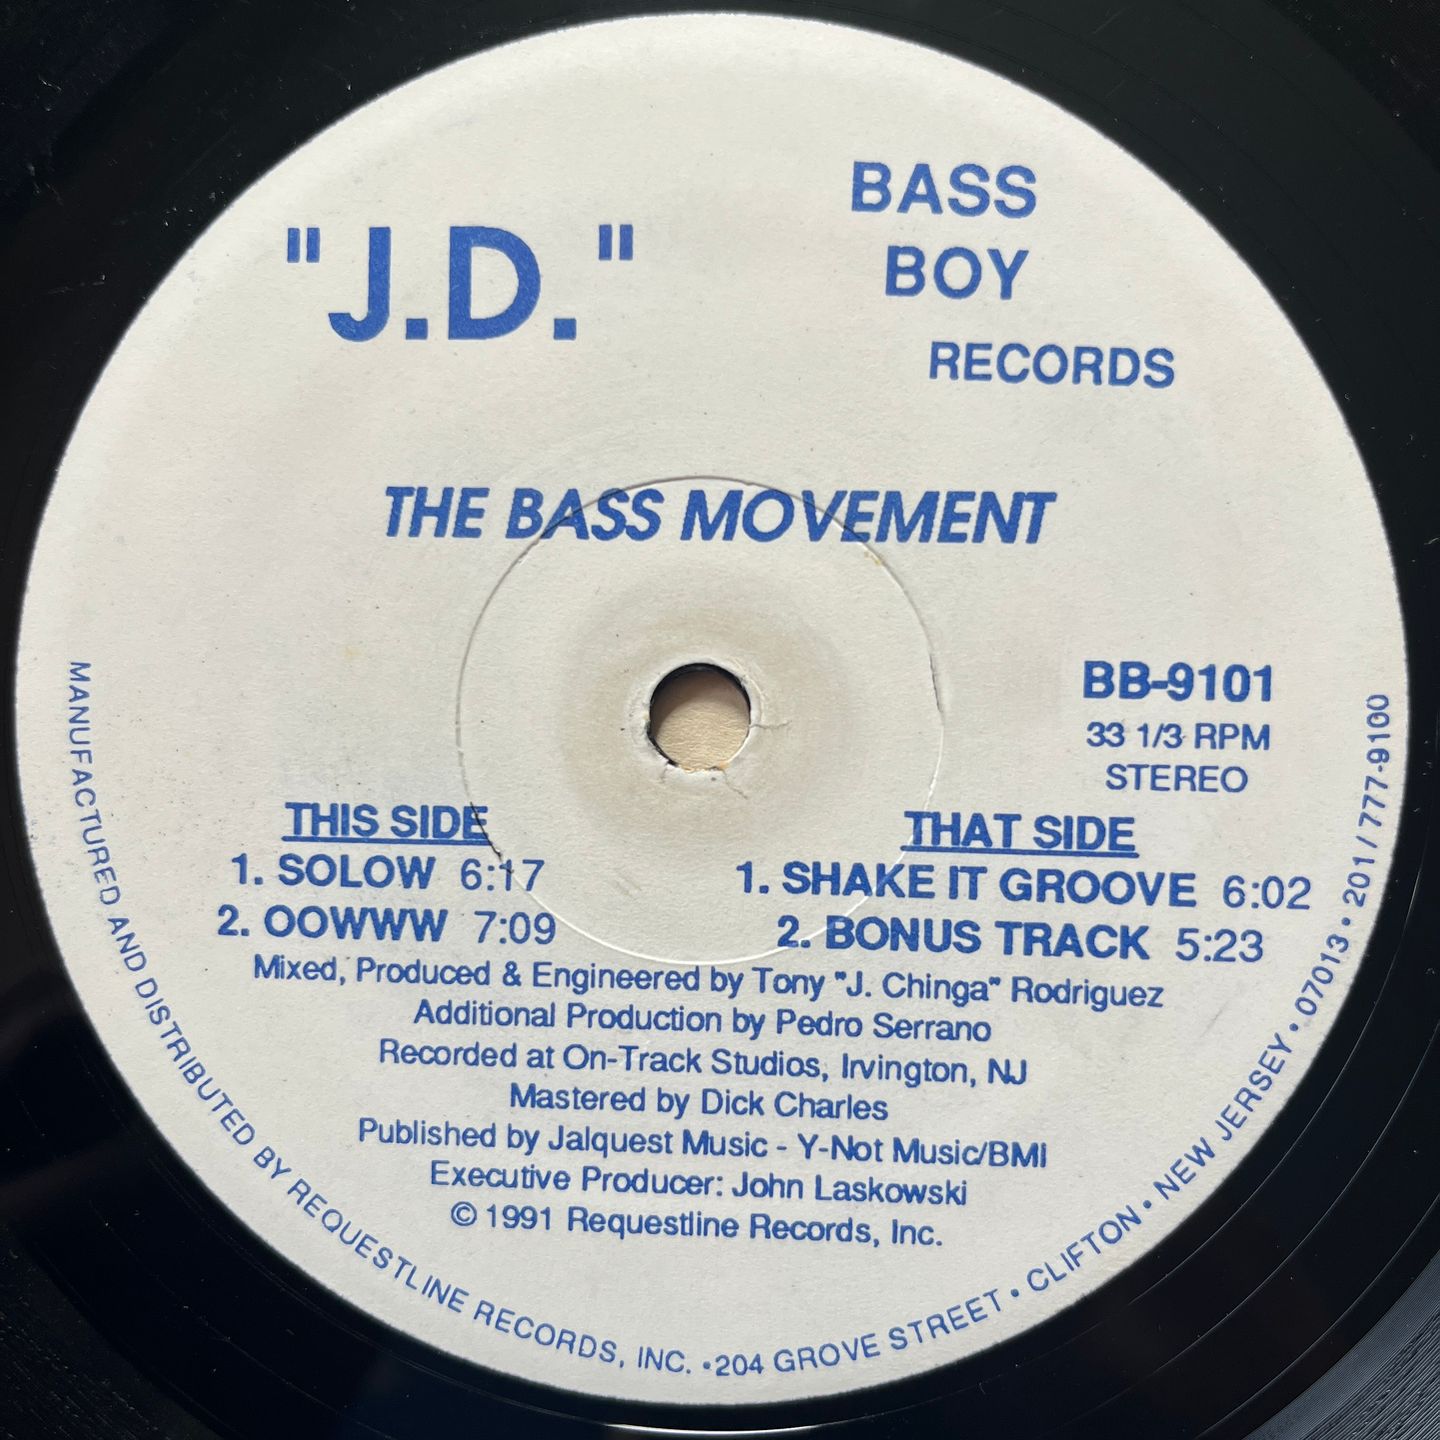 "J.D."
BASS
BOY
RECORDS
THE BASS MOVEMENT
BB-9101
33 1/3 RPM
STEREO
THIS SIDE
1. SOLOW 6:17
2. OOWWW 7:09
THAT SIDE
1. SHAKE IT GROOVE 6:02
2. BONUS TRACK 5:23
Mixed, Produced & Engineered by Tony "J. Chinga" Rodriguez
Additional Production by Pedro Serrano
Recorded at On-Track Studios, Irvington, NJ
Mastered by Dick Charles
Published by Jalquest Music - Y-Not Music/BMI
Executive Producer: John Laskowski
© 1991 Requestline Records, Inc.
MANUFACTURED AND DISTRIBUTED BY REQUESTLINE RECORDS, INC. • 204 GROVE STREET • CLIFTON • NEW JERSEY • 07013 • 201/777-9100